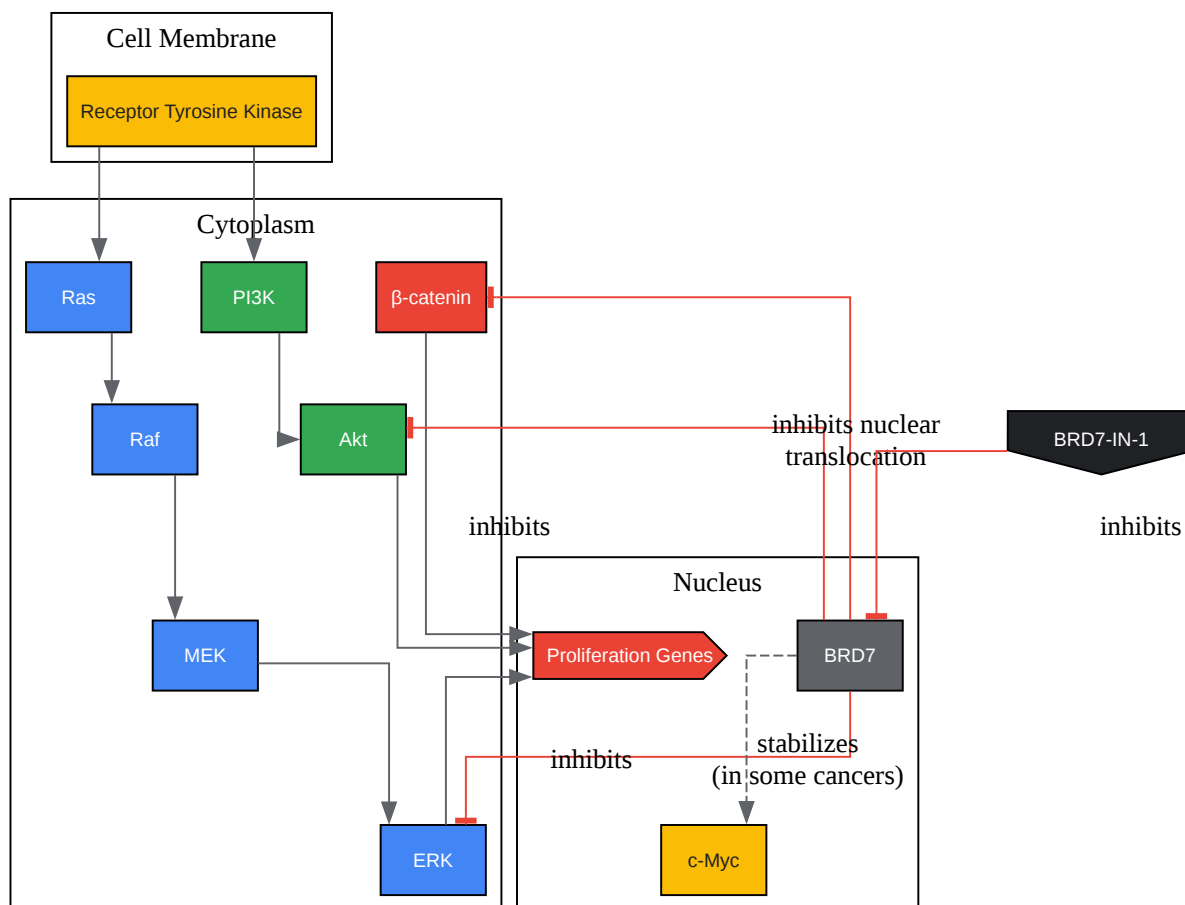 Cell Membrane
Receptor Tyrosine Kinase
Cytoplasm
Ras
PI3K
β-catenin
Raf
Akt
inhibits nuclear
translocation
BRD7-IN-1
inhibits
inhibits
Nucleus
MEK
Proliferation Genes
BRD7
inhibits
stabilizes
(in some cancers)
ERK
c-Myc